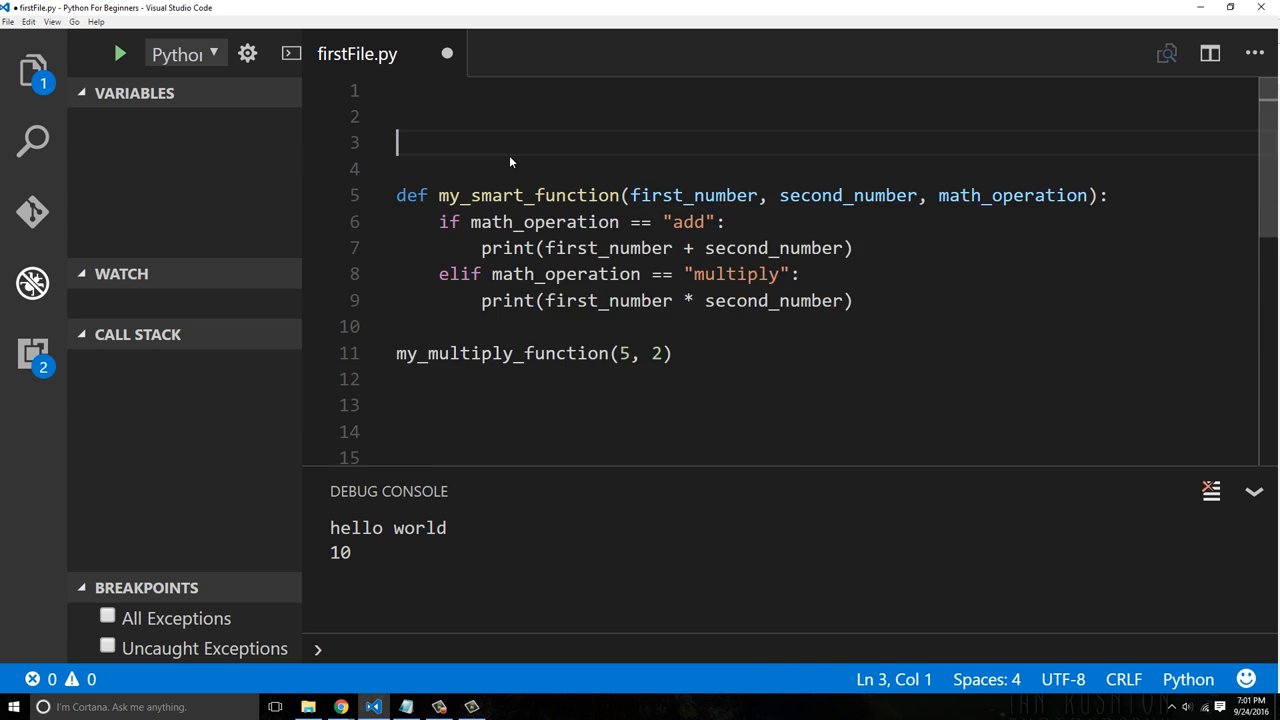 ● firstFile.py - Python For Beginners - Visual Studio Code
File Edit View Go Help
Python
firstFile.py
1
VARIABLES
WATCH
CALL STACK
2
BREAKPOINTS
All Exceptions
Uncaught Exceptions
1
2
3
4
5 def my_smart_function(first_number, second_number, math_operation):
6 if math_operation == "add":
7 print(first_number + second_number)
8 elif math_operation == "multiply":
9 print(first_number * second_number)
10
11 my_multiply_function(5, 2)
12
13
14
15
DEBUG CONSOLE
hello world
10
0 0
Ln 3, Col 1 Spaces: 4 UTF-8 CRLF Python
I'm Cortana. Ask me anything.
7:01 PM
9/24/2016